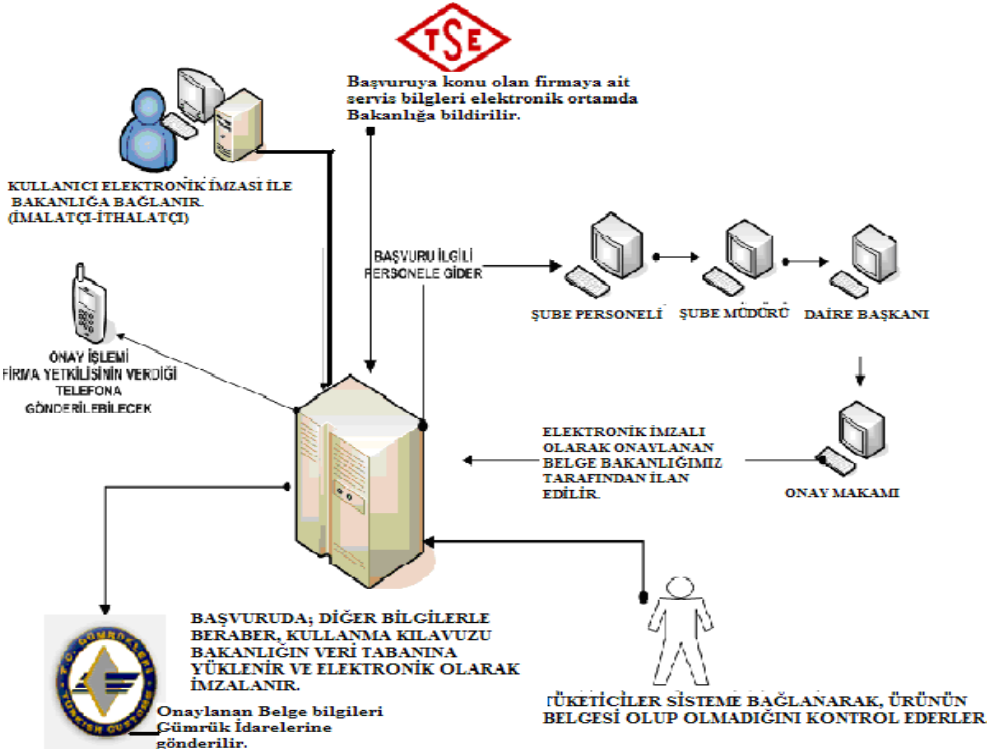 TSE
Başvuruya konu olan firmaya ait
servis bilgleri elektronik ortamda
Bakanlığa bildirilir.
KULLANICI ELEKTRONİK İMZASI İLE
BAKANLIĞA BAĞLANIR.
(İMALATÇI-İTHALATÇI)
BAŞVURU İLGİLİ
PERSONELE GİDER
ŞUBE PERSONELİ
ŞUBE MÜDÜRÜ
DAİRE BAŞKANI
ONAY İŞLEMİ
FİRMA YETKİLİSİNİN VERDİĞİ
TELEFONA
GÖNDERİLEBİLECEK
ELEKTRONİK İMZALI
OLARAK ONAYLANAN
BELGE BAKANLIĞIMIZ
TARAFINDAN İLAN
EDİLİR.
ONAY MAKAMI
BAŞVURUDA; DİĞER BİLGİLERLE
BERABER, KULLANMA KILAVUZU
BAKANLIĞIN VERİ TABANINA
YÜKLENİR VE ELEKTRONİK OLARAK
İMZALANIR.
T.C. GÜMRÜKLERİ
TURKISH CUSTOMS
Onaylanan Belge bilgileri
Gümrük İdarelerine
gönderilir.
TÜKETİCİLER SİSTEME BAĞLANARAK, ÜRÜNÜN
BELGESİ OLUP OLMADIĞINI KONTROL EDERLER